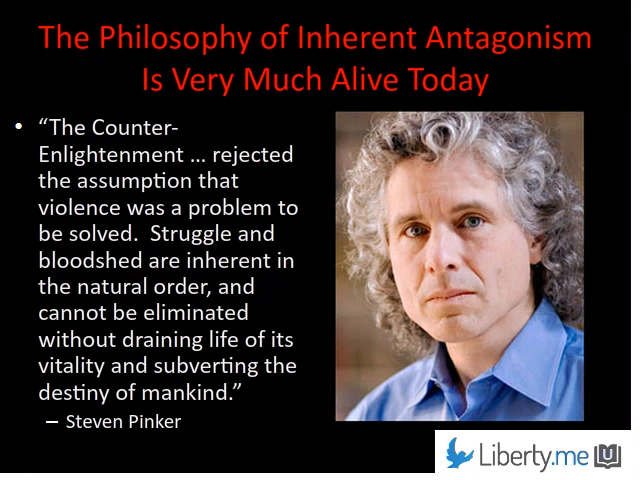 The Philosophy of Inherent Antagonism
Is Very Much Alive Today
• “The Counter-
Enlightenment … rejected
the assumption that
violence was a problem to
be solved.  Struggle and
bloodshed are inherent in
the natural order, and
cannot be eliminated
without draining life of its
vitality and subverting the
destiny of mankind.”
– Steven Pinker
Liberty.me U